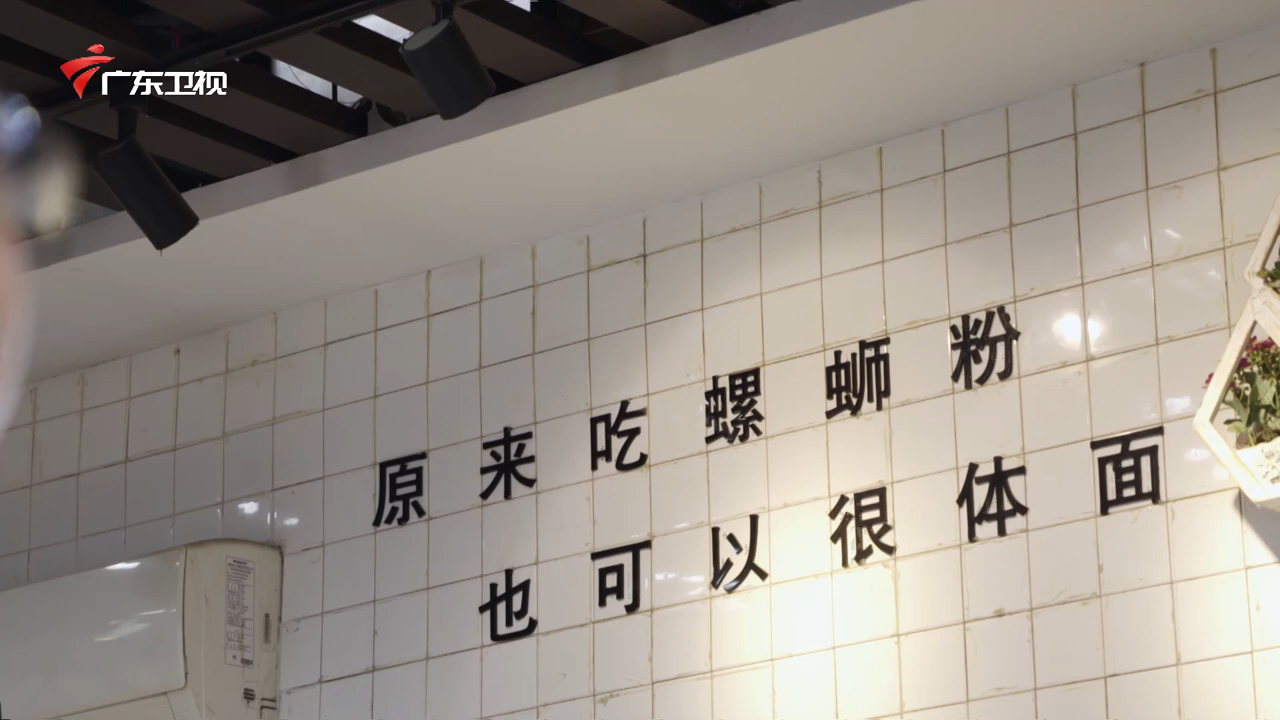 广东卫视
原来吃螺蛳粉
也可以很体面